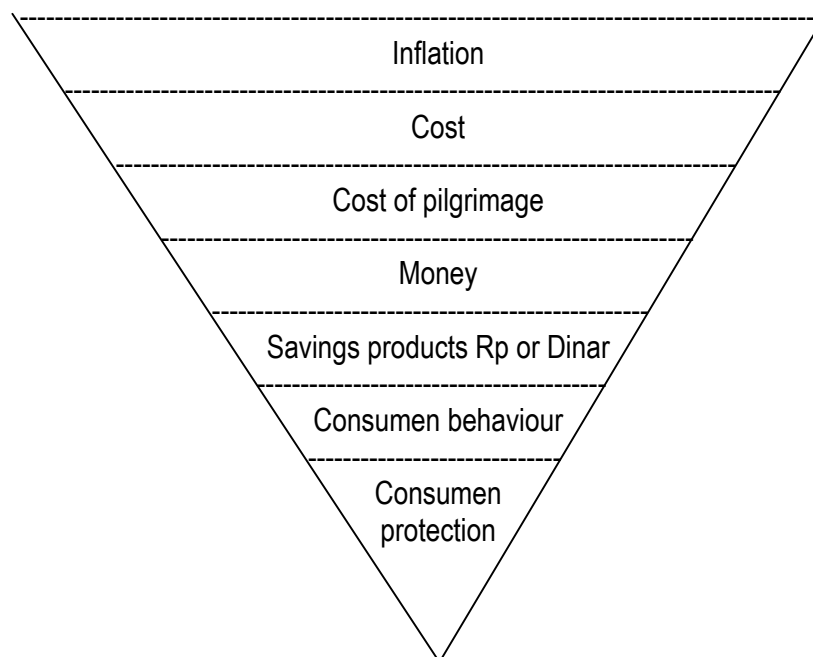 Inflation
Cost
Cost of pilgrimage
Money
Savings products Rp or Dinar
Consumen behaviour
Consumen
protection